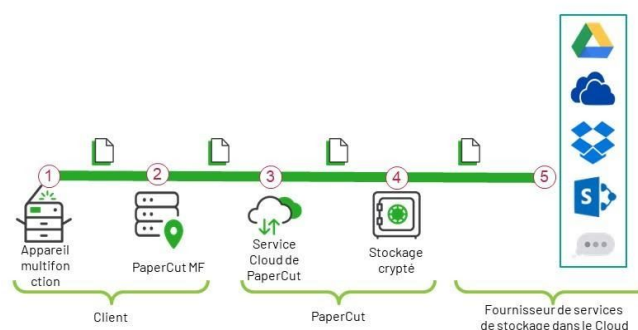 1
2
3
4
5
S
Appareil
multifon
ction
PaperCut MF
Service
Cloud de
PaperCut
Stockage
crypté
Client
PaperCut
Fournisseur de services
de stockage dans le Cloud